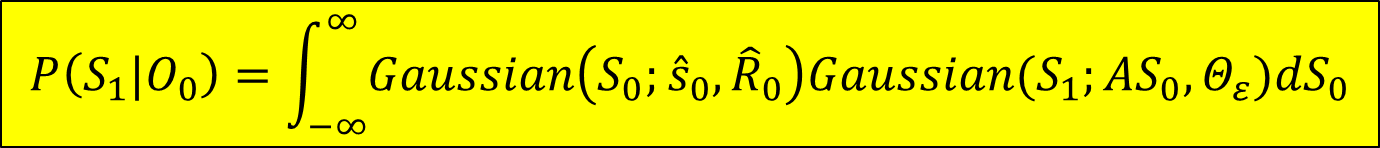 P(S₁|O₀) = ∫_{-∞}^{∞} Gaussian(S₀; ŝ₀, R̂₀)Gaussian(S₁; AS₀, Θ_ε)dS₀